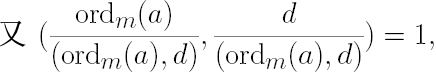 又 $(\frac{\mathrm{ord}_m(a)}{(\mathrm{ord}_m(a), d)}, \frac{d}{(\mathrm{ord}_m(a), d)}) = 1,$